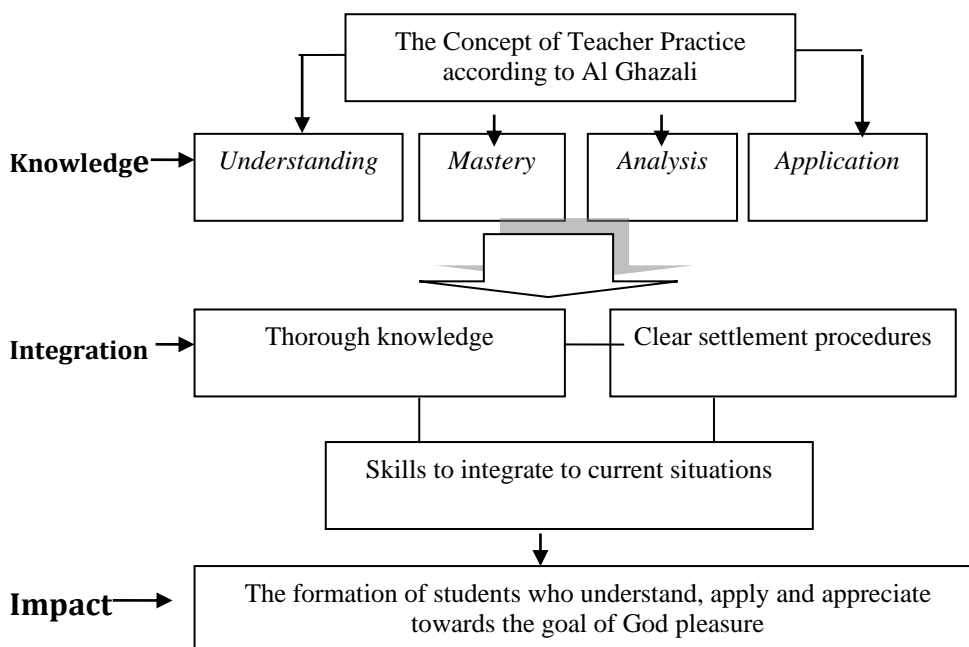 The Concept of Teacher Practice
according to Al Ghazali
Knowledge
Understanding
Mastery
Analysis
Application
Integration
Thorough knowledge
Clear settlement procedures
Skills to integrate to current situations
Impact
The formation of students who understand, apply and appreciate
towards the goal of God pleasure